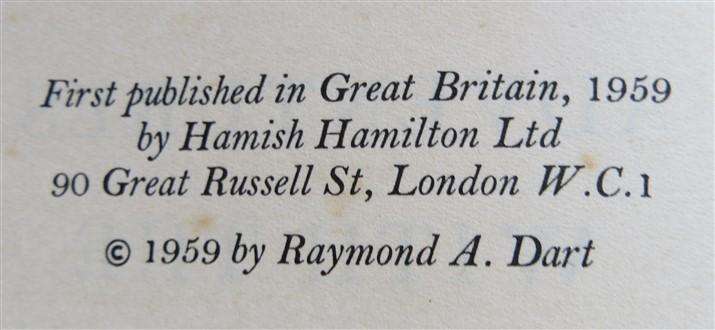 First published in Great Britain, 1959
by Hamish Hamilton Ltd
90 Great Russell St, London W.C.1
© 1959 by Raymond A. Dart